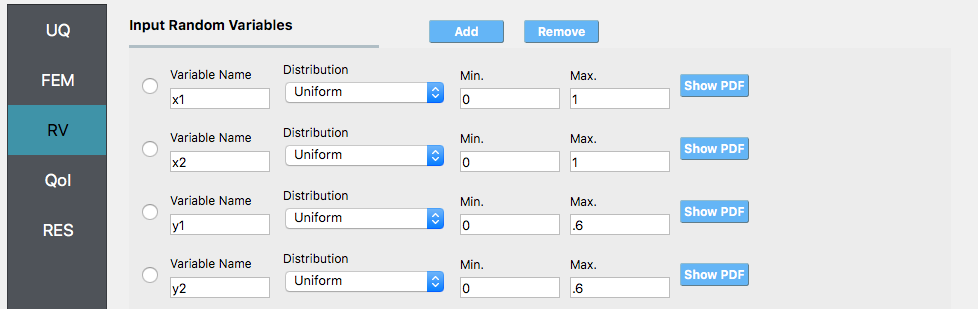 UQ
FEM
RV
QoI
RES
Input Random Variables Add Remove
Variable Name Distribution Min. Max.
x1 Uniform 0 1 Show PDF
Variable Name Distribution Min. Max.
x2 Uniform 0 1 Show PDF
Variable Name Distribution Min. Max.
y1 Uniform 0 .6 Show PDF
Variable Name Distribution Min. Max.
y2 Uniform 0 .6 Show PDF